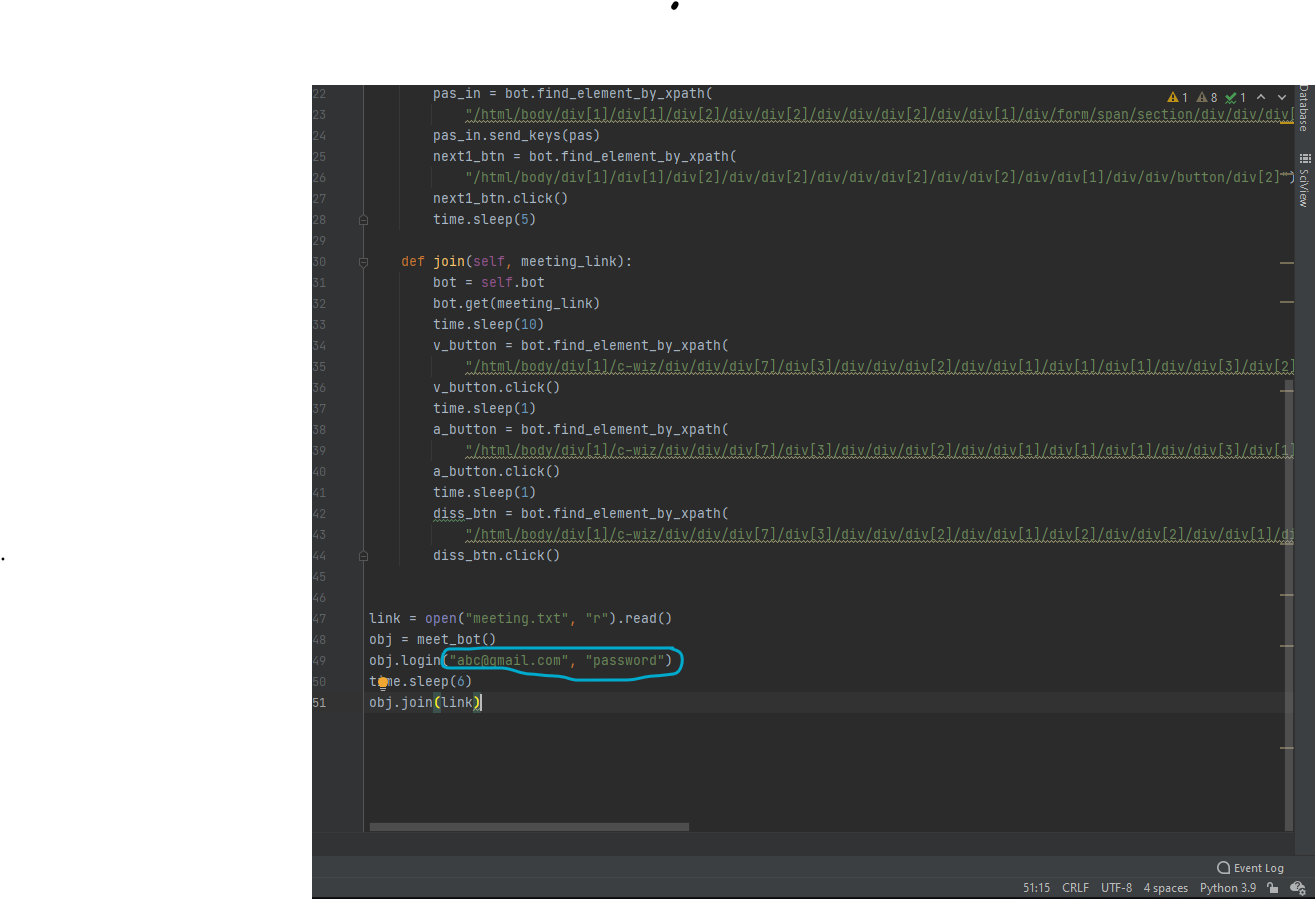 22 pas_in = bot.find_element_by_xpath(
23 "/html/body/div[1]/div[1]/div[2]/div/div[2]/div/div/div[2]/div/div[1]/div/form/span/section/div/div/div[
24 pas_in.send_keys(pas)
25 next1_btn = bot.find_element_by_xpath(
26 "/html/body/div[1]/div[1]/div[2]/div/div[2]/div/div/div[2]/div/div[2]/div/div[1]/div/div/button/div[2]")
27 next1_btn.click()
28 time.sleep(5)
29
30 def join(self, meeting_link):
31 bot = self.bot
32 bot.get(meeting_link)
33 time.sleep(10)
34 v_button = bot.find_element_by_xpath(
35 "/html/body/div[1]/c-wiz/div/div/div[7]/div[3]/div/div/div[2]/div/div[1]/div[1]/div[1]/div/div[3]/div[2]
36 v_button.click()
37 time.sleep(1)
38 a_button = bot.find_element_by_xpath(
39 "/html/body/div[1]/c-wiz/div/div/div[7]/div[3]/div/div/div[2]/div/div[1]/div[1]/div[1]/div/div[3]/div[1]
40 a_button.click()
41 time.sleep(1)
42 diss_btn = bot.find_element_by_xpath(
43 "/html/body/div[1]/c-wiz/div/div/div[7]/div[3]/div/div/div[2]/div/div[1]/div[2]/div/div[2]/div/div[1]/di
44 diss_btn.click()
45
46
47 link = open("meeting.txt", "r").read()
48 obj = meet_bot()
49 obj.login("abc@gmail.com", "password")
50 time.sleep(6)
51 obj.join(link)
1 8 1
Database
SciView
Event Log
51:15 CRLF UTF-8 4 spaces Python 3.9